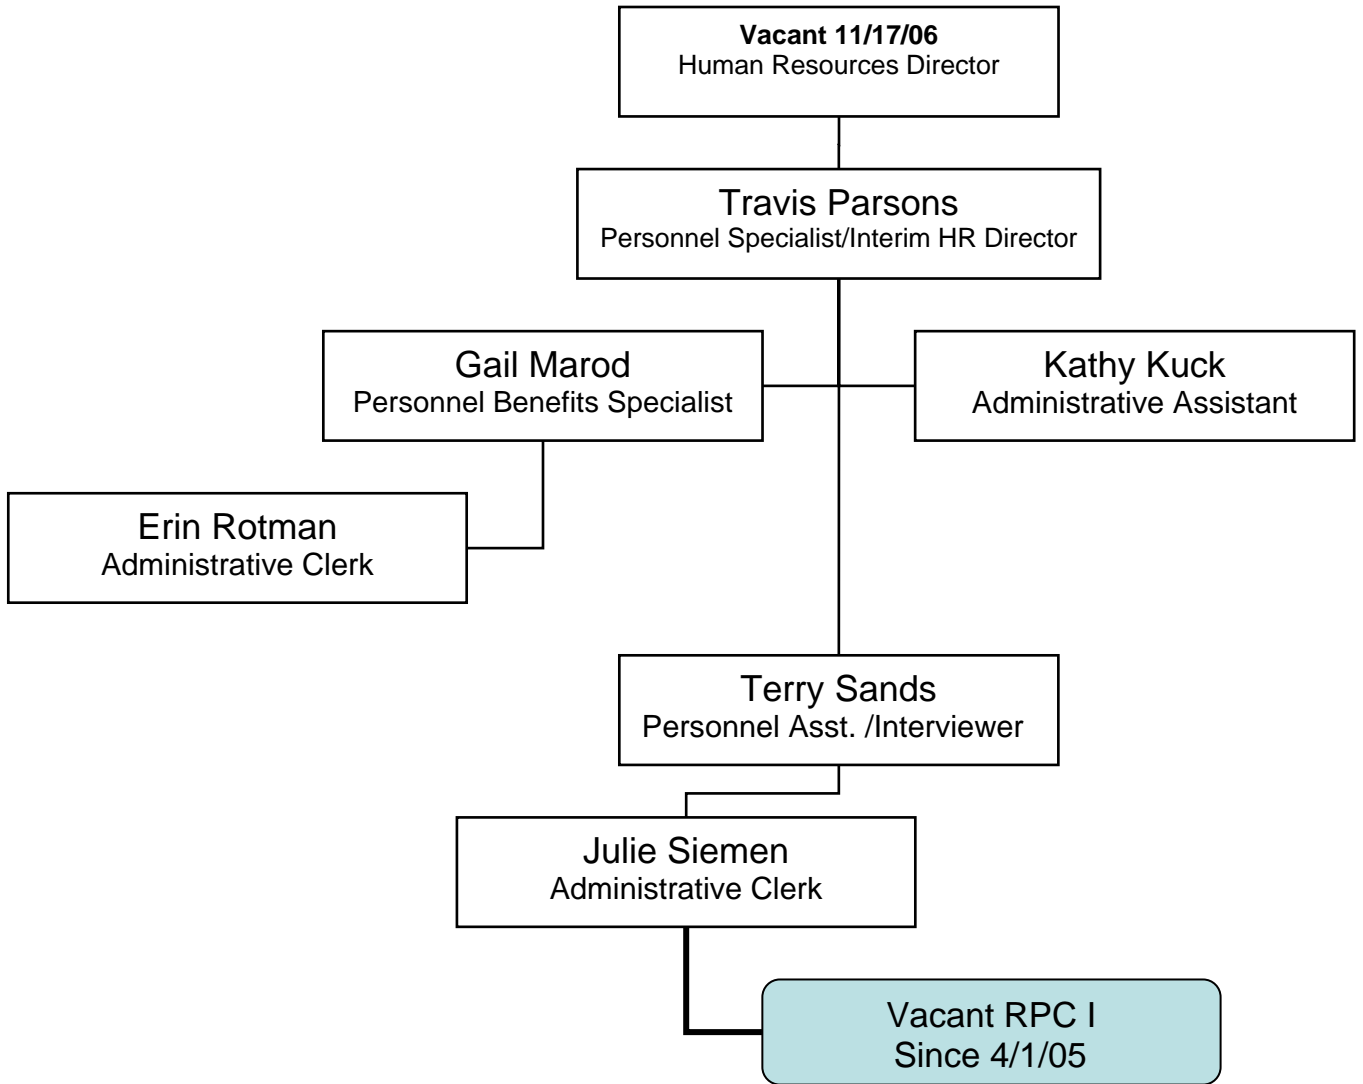 Vacant 11/17/06
Human Resources Director
Travis Parsons
Personnel Specialist/Interim HR Director
Gail Marod
Personnel Benefits Specialist
Kathy Kuck
Administrative Assistant
Erin Rotman
Administrative Clerk
Terry Sands
Personnel Asst. /Interviewer
Julie Siemen
Administrative Clerk
Vacant RPC I
Since 4/1/05